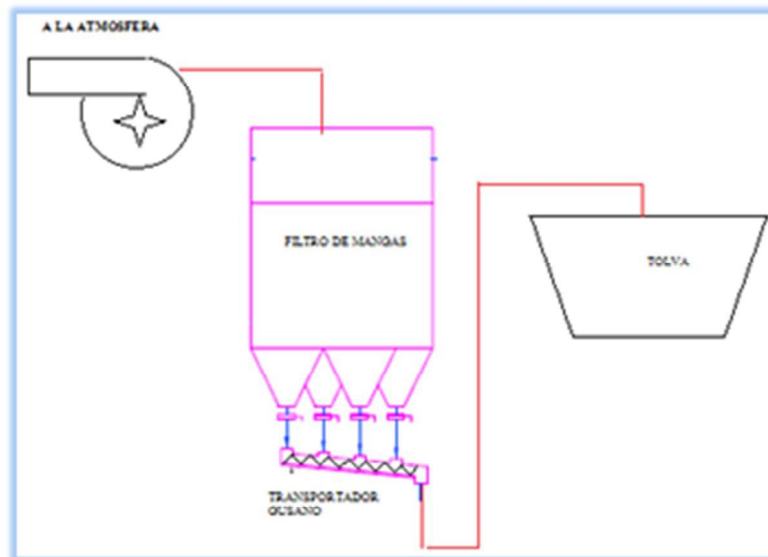 A LA ATMOSFERA
FILTRO DE MANGAS
TOLVA
TRANSPORTADOR
GUSANO